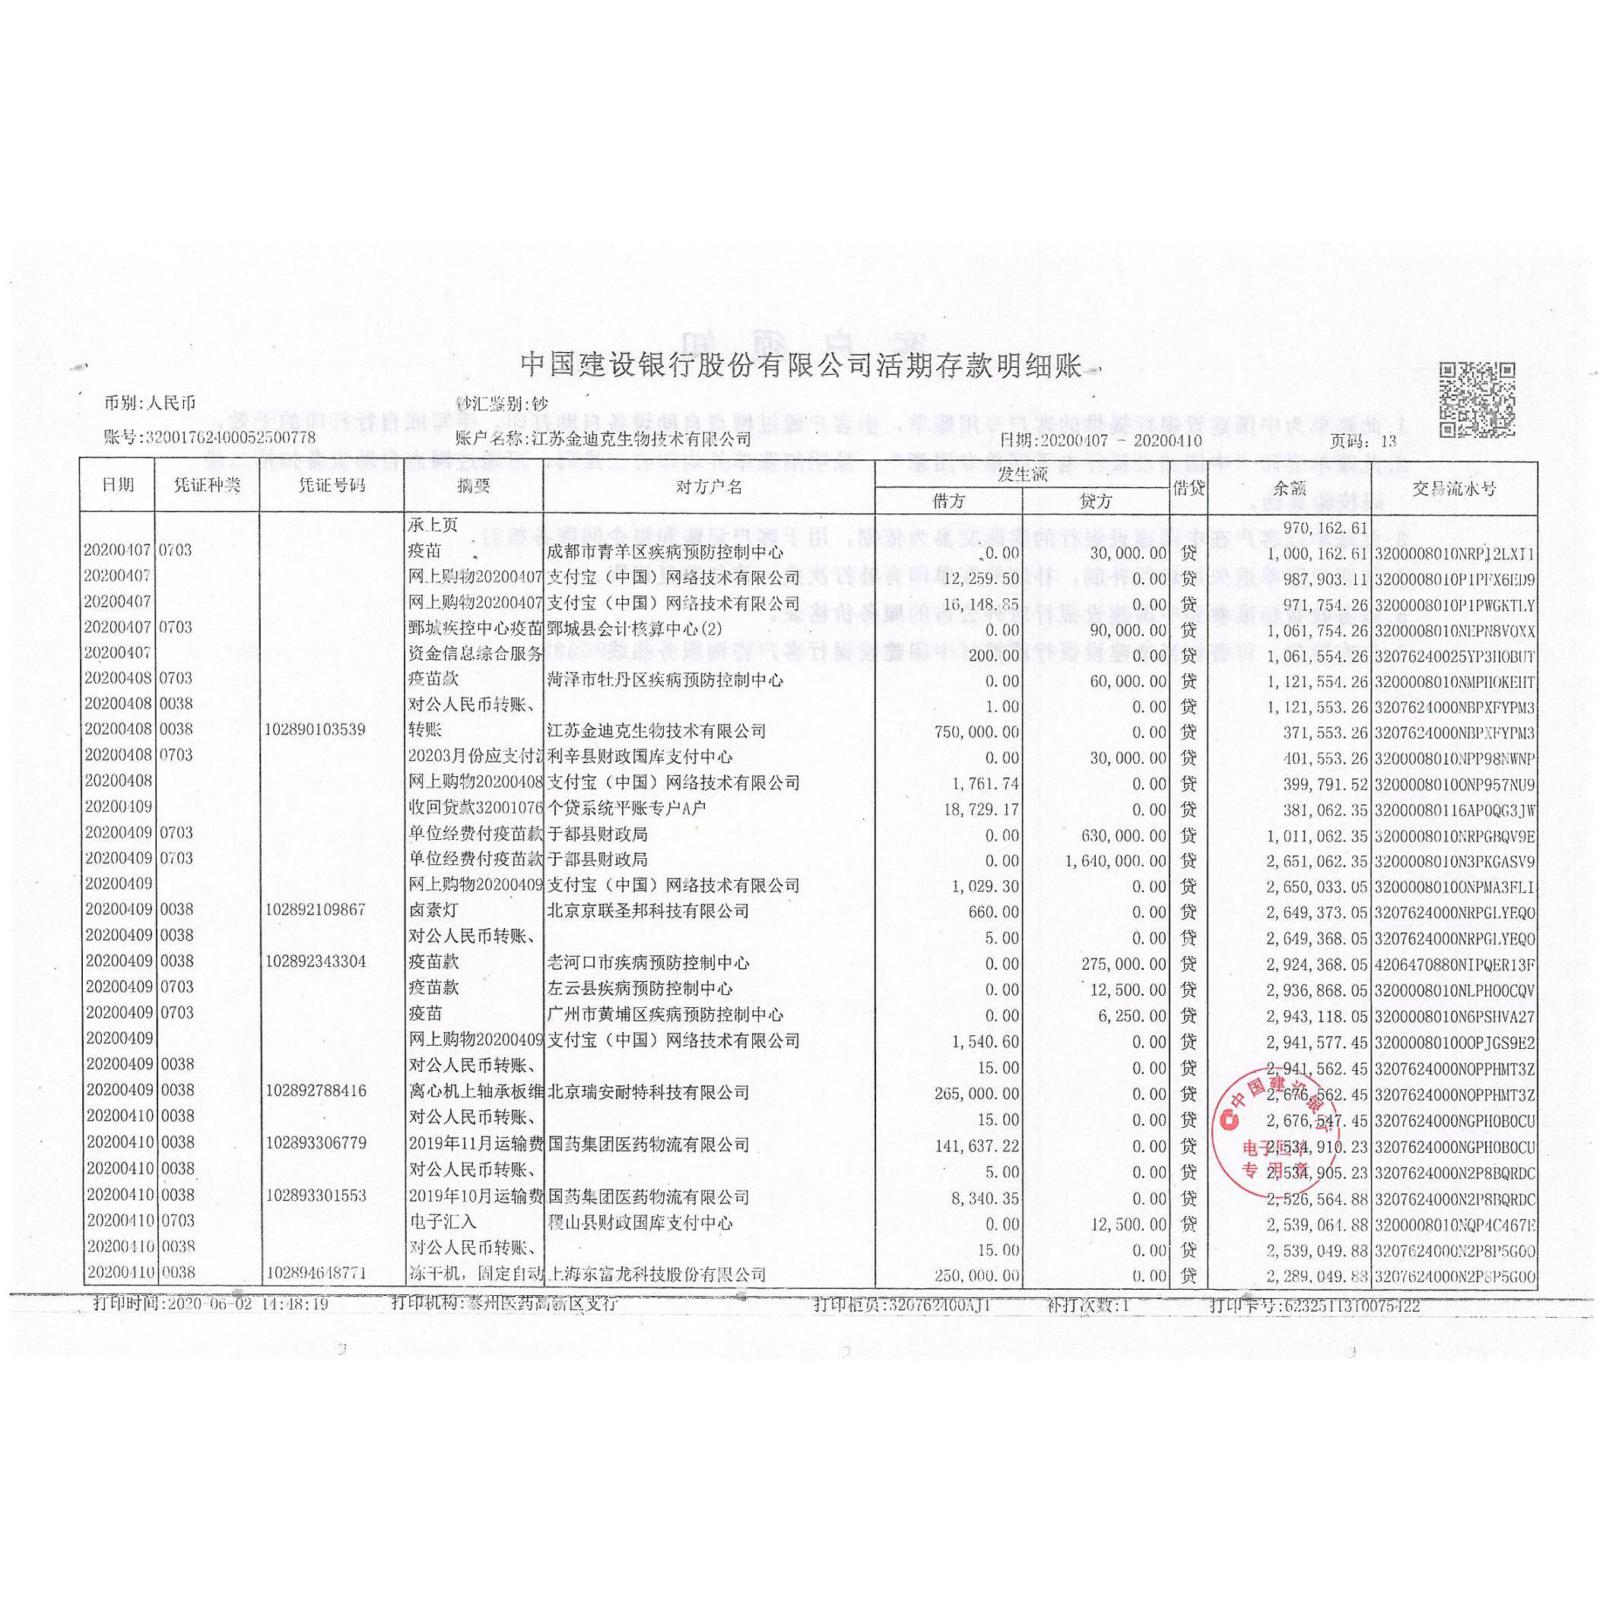 中国建设银行股份有限公司活期存款明细账
币别:人民币 钞汇鉴别:钞
账号:32001762400052500778 账户名称:江苏金迪克生物技术有限公司 日期:20200407 - 20200410 页码: 13
日期 凭证种类 凭证号码 摘要 对方户名 发生额 借贷 余额 交易流水号
借方 贷方
承上页 970,162.61
20200407 0703 疫苗 成都市青羊区疾病预防控制中心 0.00 30,000.00 贷 1,000,162.61 3200008010NRP12LXI1
20200407 网上购物20200407 支付宝（中国）网络技术有限公司 12,259.50 0.00 贷 987,903.11 3200008010P1PFX6ED9
20200407 网上购物20200407 支付宝（中国）网络技术有限公司 16,148.85 0.00 贷 971,754.26 3200008010P1PWGKTLY
20200407 0703 鄄城疾控中心疫苗 鄄城县会计核算中心(2) 0.00 90,000.00 贷 1,061,754.26 3200008010NEPN8VOXX
20200407 资金信息综合服务 200.00 0.00 贷 1,061,554.26 32076240025YP3HOBUT
20200408 0703 疫苗款 菏泽市牡丹区疾病预防控制中心 0.00 60,000.00 贷 1,121,554.26 3200008010NMPHOKEHT
20200408 0038 对公人民币转账、 1.00 0.00 贷 1,121,553.26 3207624000NBPXFYPM3
20200408 0038 102890103539 转账 江苏金迪克生物技术有限公司 750,000.00 0.00 贷 371,553.26 3207624000NBPXFYPM3
20200408 0703 20203月份应支付 利辛县财政国库支付中心 0.00 30,000.00 贷 401,553.26 3200008010NPP98NWNP
20200408 网上购物20200408 支付宝（中国）网络技术有限公司 1,761.74 0.00 贷 399,791.52 32000080100NP957NU9
20200409 收回贷款32001076 个贷系统平账专户A户 18,729.17 0.00 贷 381,062.35 32000080116APOQG3JW
20200409 0703 单位经费付疫苗款 于都县财政局 0.00 630,000.00 贷 1,011,062.35 3200008010NRPGBQV9E
20200409 0703 单位经费付疫苗款 于都县财政局 0.00 1,640,000.00 贷 2,651,062.35 3200008010N3PKGASV9
20200409 网上购物20200409 支付宝（中国）网络技术有限公司 1,029.30 0.00 贷 2,650,033.05 32000080100NPMA3FLI
20200409 0038 102892109867 卤素灯 北京京联圣邦科技有限公司 660.00 0.00 贷 2,649,373.05 3207624000NRPGLYEQO
20200409 0038 对公人民币转账、 5.00 0.00 贷 2,649,368.05 3207624000NRPGLYEQO
20200409 0038 102892343304 疫苗款 老河口市疾病预防控制中心 0.00 275,000.00 贷 2,924,368.05 4206470880NIPQER13F
20200409 0703 疫苗款 左云县疾病预防控制中心 0.00 12,500.00 贷 2,936,868.05 3200008010NLPHOOCQV
20200409 0703 疫苗 广州市黄埔区疾病预防控制中心 0.00 6,250.00 贷 2,943,118.05 3200008010N6PSHVA27
20200409 网上购物20200409 支付宝（中国）网络技术有限公司 1,540.60 0.00 贷 2,941,577.45 3200008010OOPJGS9E2
20200409 0038 对公人民币转账、 15.00 0.00 贷 2,941,562.45 3207624000NOPPHMT3Z
20200409 0038 102892788416 离心机上轴承板维 北京瑞安耐特科技有限公司 265,000.00 0.00 贷 2,676,562.45 3207624000NOPPHMT3Z
20200410 0038 对公人民币转账、 15.00 0.00 贷 2,676,547.45 3207624000NGPHOBOCU
20200410 0038 102893306779 2019年11月运输费 国药集团医药物流有限公司 141,637.22 0.00 贷 2,534,910.23 3207624000NGPHOBOCU
20200410 0038 对公人民币转账、 5.00 0.00 贷 2,534,905.23 3207624000N2P8BQRDC
20200410 0038 102893301553 2019年10月运输费 国药集团医药物流有限公司 8,340.35 0.00 贷 2,526,564.88 3207624000N2P8BQRDC
20200410 0703 电子汇入 稷山县财政国库支付中心 0.00 12,500.00 贷 2,539,064.88 3200008010NQP4C467E
20200410 0038 对公人民币转账、 15.00 0.00 贷 2,539,049.88 3207624000N2P8P5GOO
20200410 0038 102894648771 冻干机，固定自动 上海东富龙科技股份有限公司 250,000.00 0.00 贷 2,289,049.88 3207624000N2P8P5GOO
打印时间:2020-06-02 14:48:19 打印机构:泰州医药高新区支行 打印柜员:320762400AJ1 补打次数:1 打印卡号:6232511310075422
中国建设银行
专用章